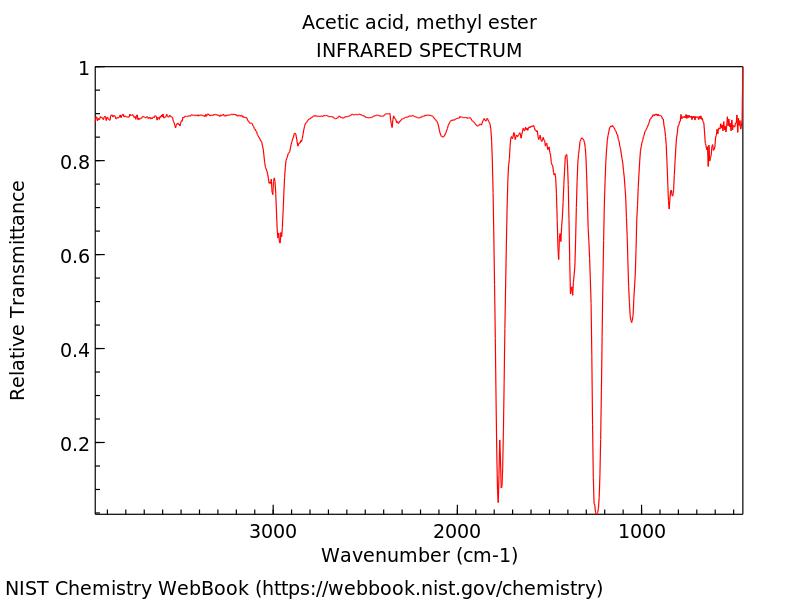 Acetic acid, methyl ester
INFRARED SPECTRUM
1
0.8
0.6
0.4
0.2
Relative Transmittance
3000 2000 1000
Wavenumber (cm-1)
NIST Chemistry WebBook (https://webbook.nist.gov/chemistry)